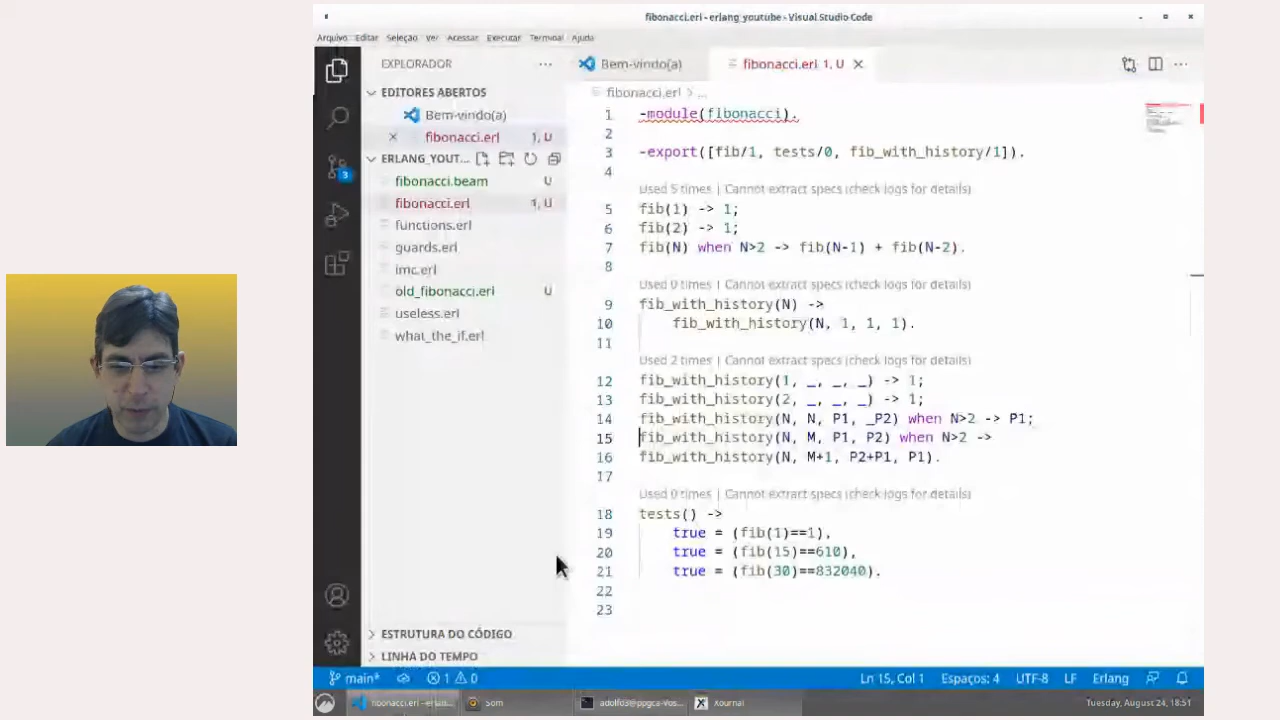 fibonacci.erl - erlang_youtube - Visual Studio Code
Arquivo Editar Seleção Ver Acessar Executar Terminal Ajuda
EXPLORADOR
EDITORES ABERTOS
Bem-vindo(a)
fibonacci.erl 1, U
ERLANG_YOUT...
fibonacci.beam U
fibonacci.erl 1, U
functions.erl
guards.erl
imc.erl
old_fibonacci.erl U
useless.erl
what_the_if.erl
ESTRUTURA DO CÓDIGO
LINHA DO TEMPO
3
Bem-vindo(a)
fibonacci.erl 1, U
fibonacci.erl > ...
1 -module(fibonacci).
2
3 -export([fib/1, tests/0, fib_with_history/1]).
4
Used 5 times | Cannot extract specs (check logs for details)
5 fib(1) -> 1;
6 fib(2) -> 1;
7 fib(N) when N>2 -> fib(N-1) + fib(N-2).
8
Used 0 times | Cannot extract specs (check logs for details)
9 fib_with_history(N) ->
10 fib_with_history(N, 1, 1, 1).
11
Used 2 times | Cannot extract specs (check logs for details)
12 fib_with_history(1, _, _, _) -> 1;
13 fib_with_history(2, _, _, _) -> 1;
14 fib_with_history(N, N, P1, _P2) when N>2 -> P1;
15 fib_with_history(N, M, P1, P2) when N>2 ->
16 fib_with_history(N, M+1, P2+P1, P1).
17
Used 0 times | Cannot extract specs (check logs for details)
18 tests() ->
19 true = (fib(1)==1),
20 true = (fib(15)==610),
21 true = (fib(30)==832040).
22
23
main* 1 0 Ln 15, Col 1 Espaços: 4 UTF-8 LF Erlang
fibonacci.erl - erlan... Som adolfo3@ppgca-Vos... Xournal Tuesday, August 24, 18:51